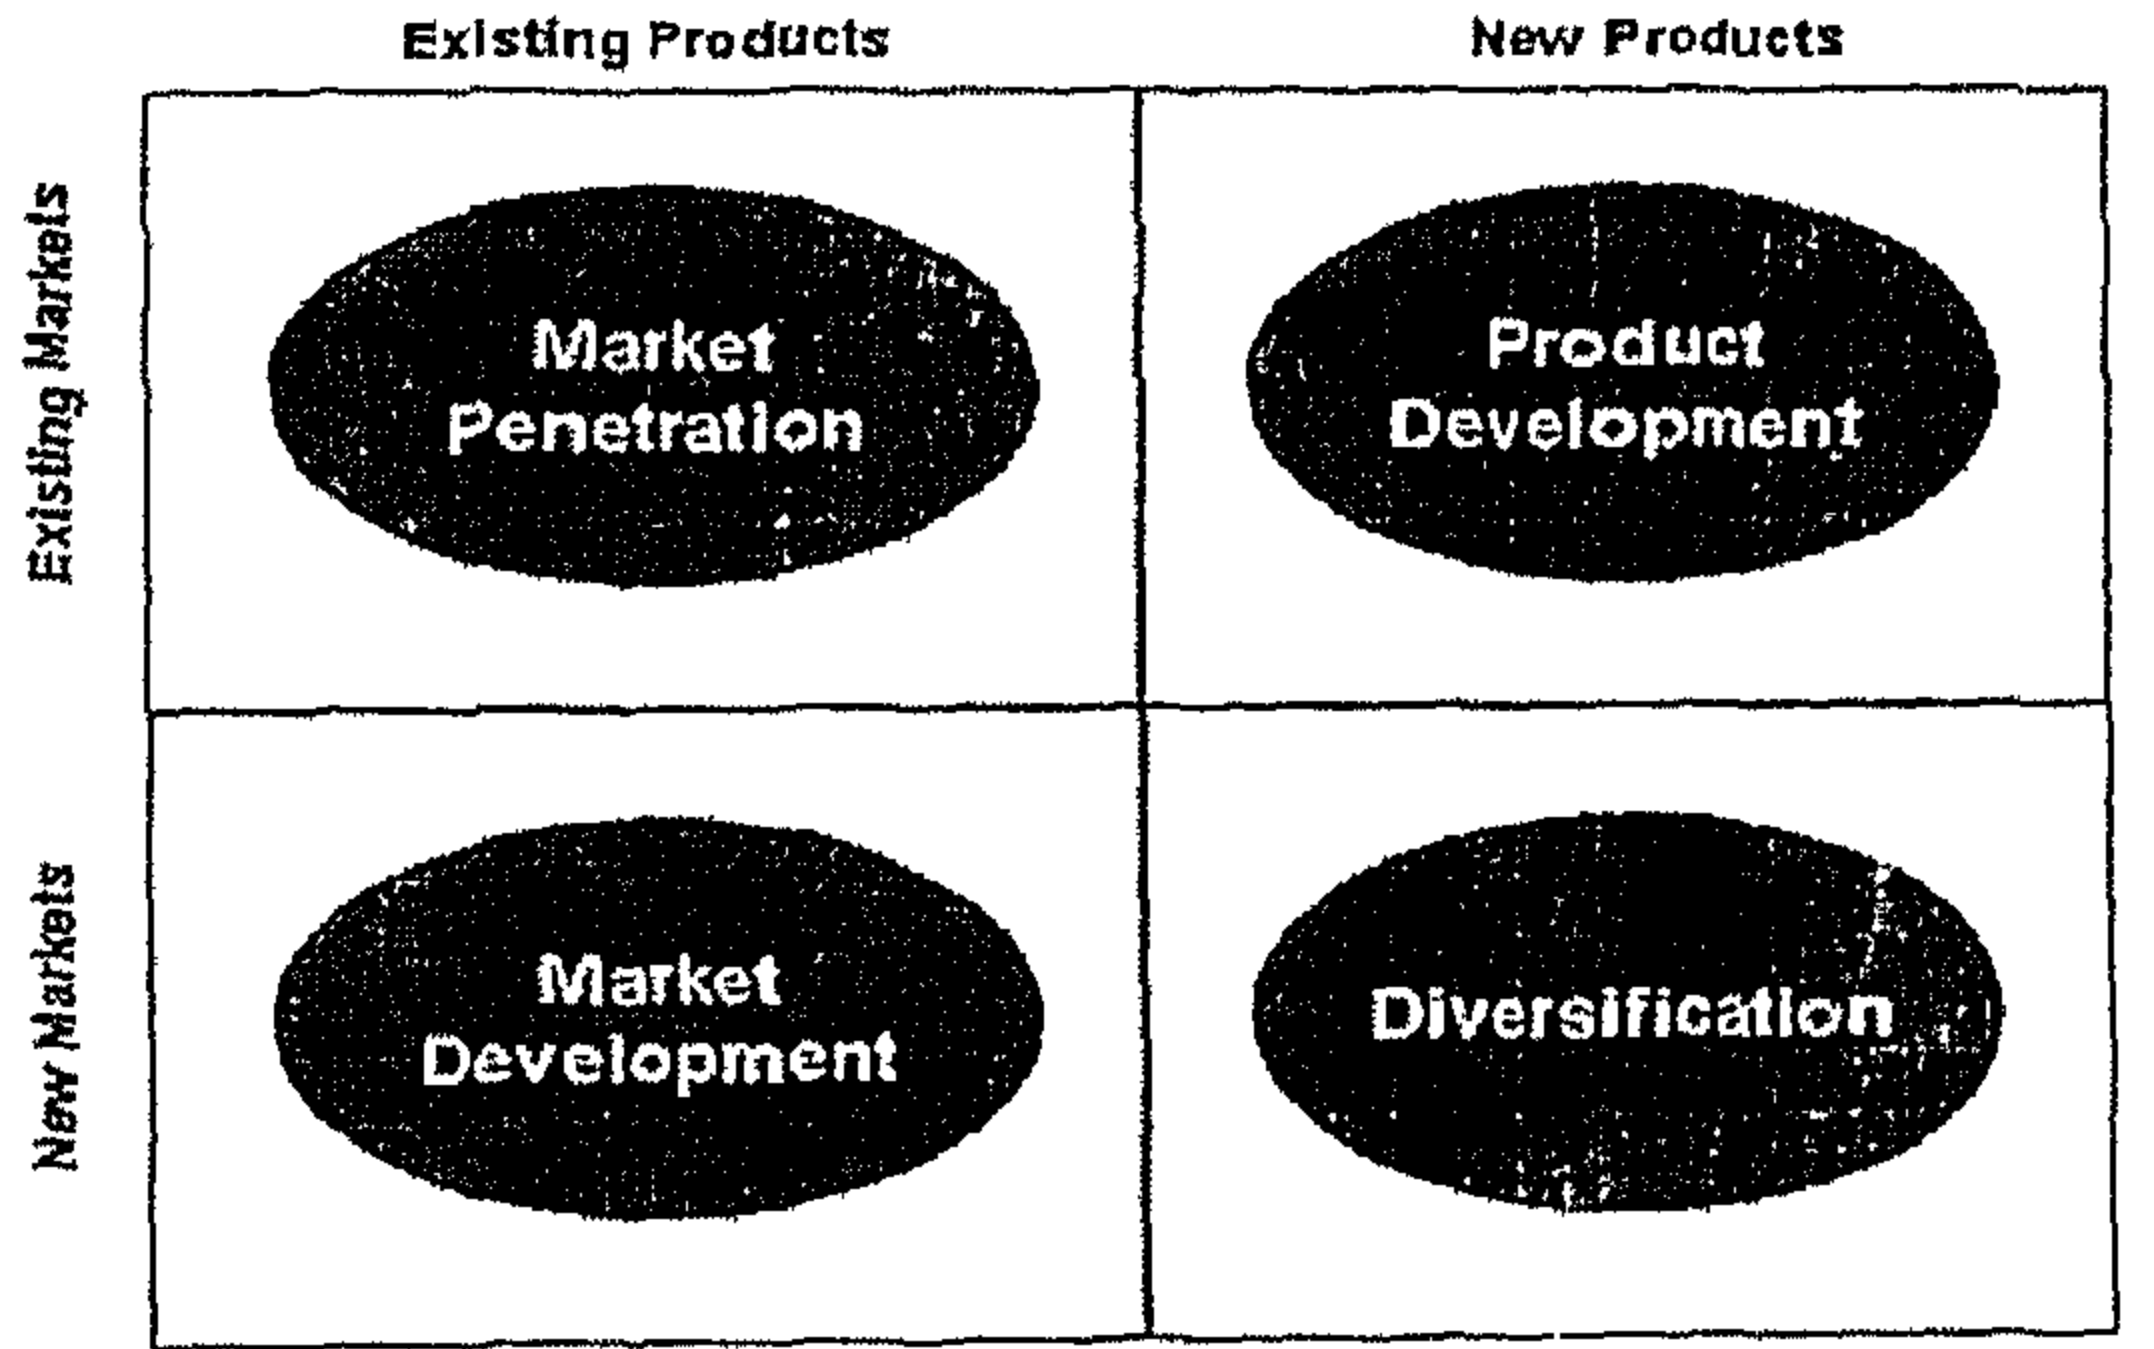 Existing Products
New Products
Existing Markets
Market
Penetration
Product
Development
New Markets
Market
Development
Diversification